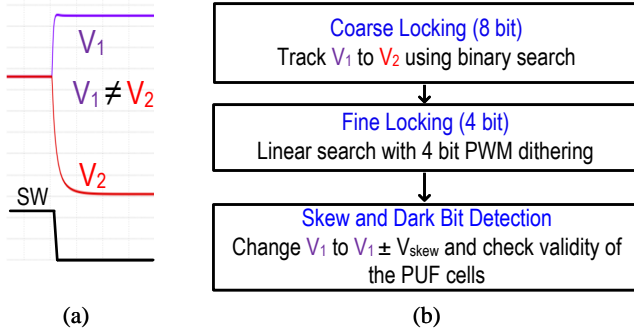 V1
V1 ≠ V2
V2
SW
(a)
Coarse Locking (8 bit)
Track V1 to V2 using binary search
Fine Locking (4 bit)
Linear search with 4 bit PWM dithering
Skew and Dark Bit Detection
Change V1 to V1 ± Vskew and check validity of
the PUF cells
(b)